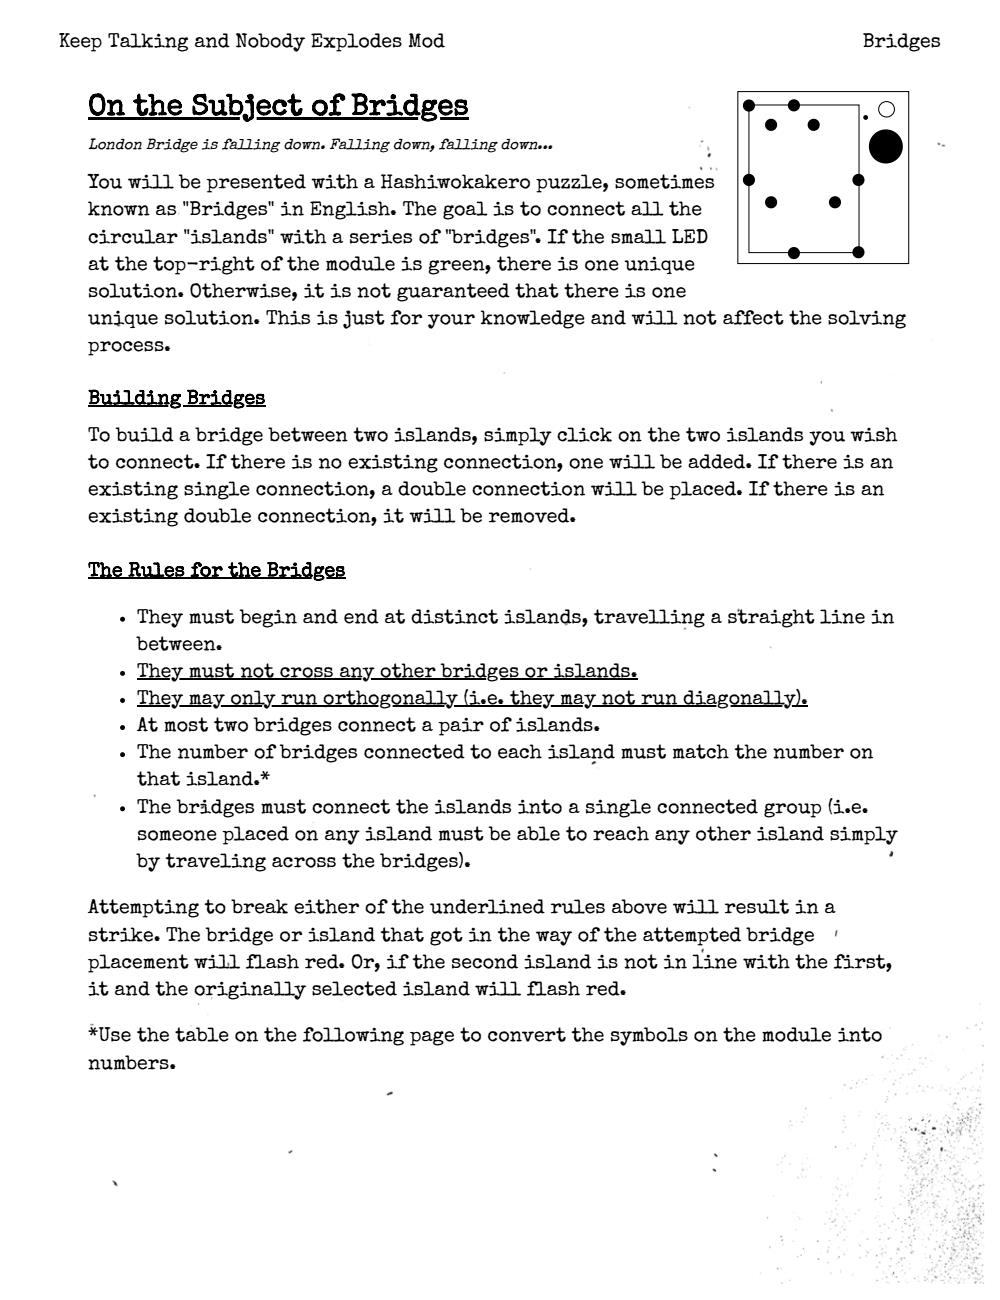 Keep Talking and Nobody Explodes Mod
Bridges
On the Subject of Bridges
London Bridge is falling down. Falling down, falling down...
You will be presented with a Hashiwokakero puzzle, sometimes
known as "Bridges" in English. The goal is to connect all the
circular "islands" with a series of "bridges". If the small LED
at the top-right of the module is green, there is one unique
solution. Otherwise, it is not guaranteed that there is one
unique solution. This is just for your knowledge and will not affect the solving
process.
Building Bridges
To build a bridge between two islands, simply click on the two islands you wish
to connect. If there is no existing connection, one will be added. If there is an
existing single connection, a double connection will be placed. If there is an
existing double connection, it will be removed.
The Rules for the Bridges
• They must begin and end at distinct islands, travelling a straight line in
between.
• They must not cross any other bridges or islands.
• They may only run orthogonally (i.e. they may not run diagonally).
• At most two bridges connect a pair of islands.
• The number of bridges connected to each island must match the number on
that island.*
• The bridges must connect the islands into a single connected group (i.e.
someone placed on any island must be able to reach any other island simply
by traveling across the bridges).
Attempting to break either of the underlined rules above will result in a
strike. The bridge or island that got in the way of the attempted bridge
placement will flash red. Or, if the second island is not in line with the first,
it and the originally selected island will flash red.
*Use the table on the following page to convert the symbols on the module into
numbers.